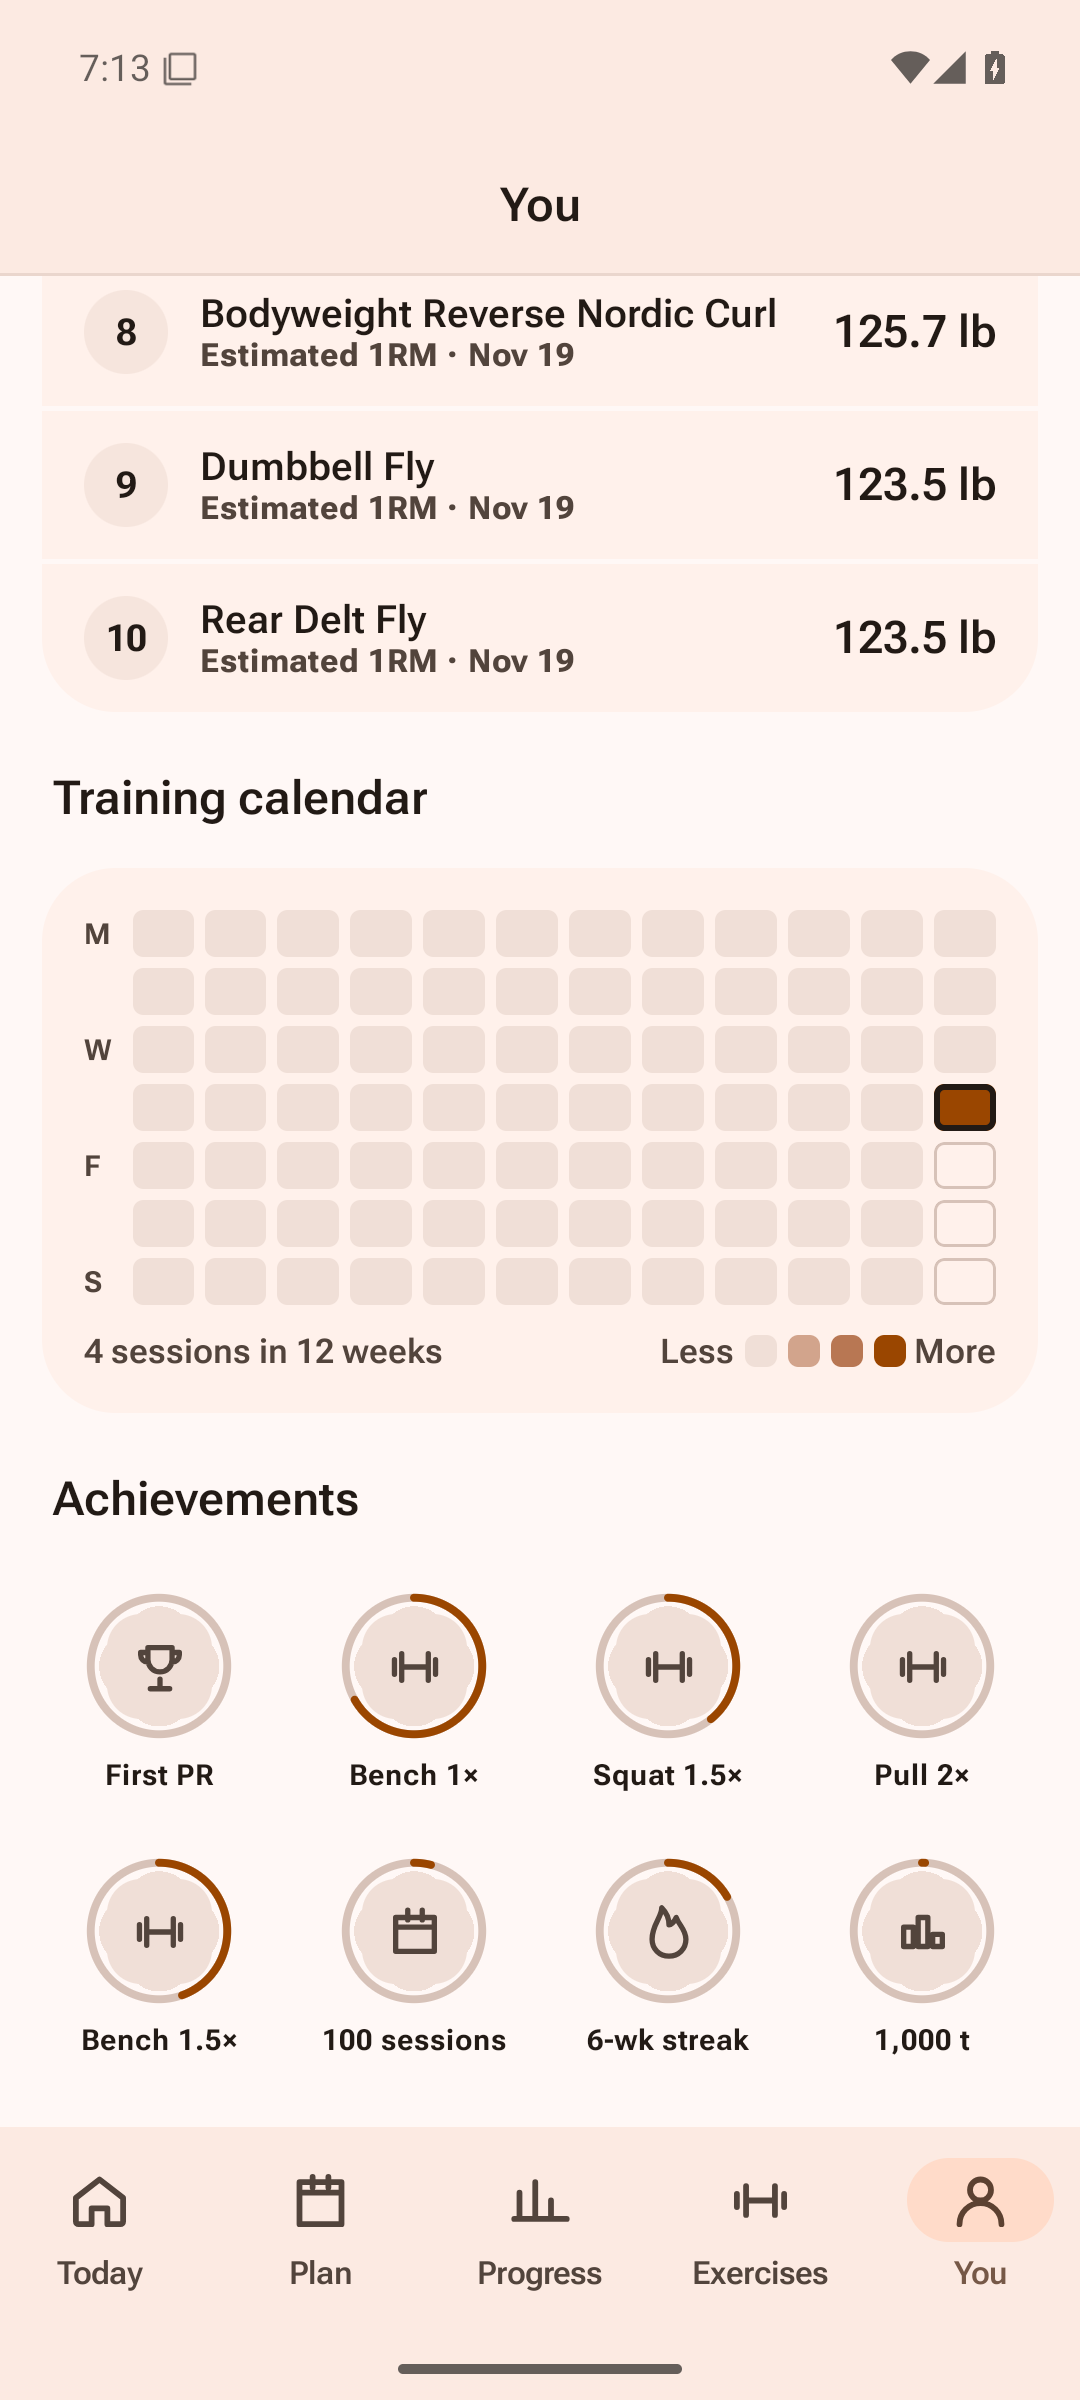 7:13
You
8
Bodyweight Reverse Nordic Curl
Estimated 1RM · Nov 19
125.7 lb
9
Dumbbell Fly
Estimated 1RM · Nov 19
123.5 lb
10
Rear Delt Fly
Estimated 1RM · Nov 19
123.5 lb
Training calendar
M
W
F
S
4 sessions in 12 weeks
Less
More
Achievements
First PR
Bench 1×
Squat 1.5×
Pull 2×
Bench 1.5×
100 sessions
6-wk streak
1,000 t
Today
Plan
Progress
Exercises
You